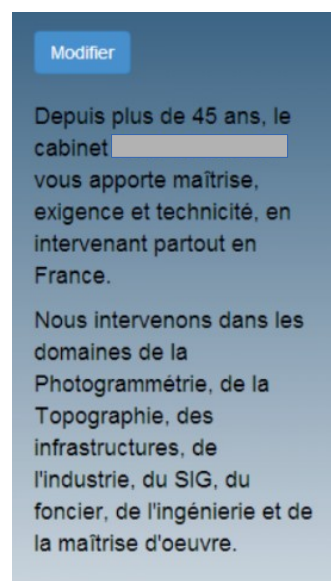 Modifier
Depuis plus de 45 ans, le
cabinet
vous apporte maîtrise,
exigence et technicité, en
intervenant partout en
France.
Nous intervenons dans les
domaines de la
Photogrammétrie, de la
Topographie, des
infrastructures, de
l'industrie, du SIG, du
foncier, de l'ingénierie et de
la maîtrise d'oeuvre.